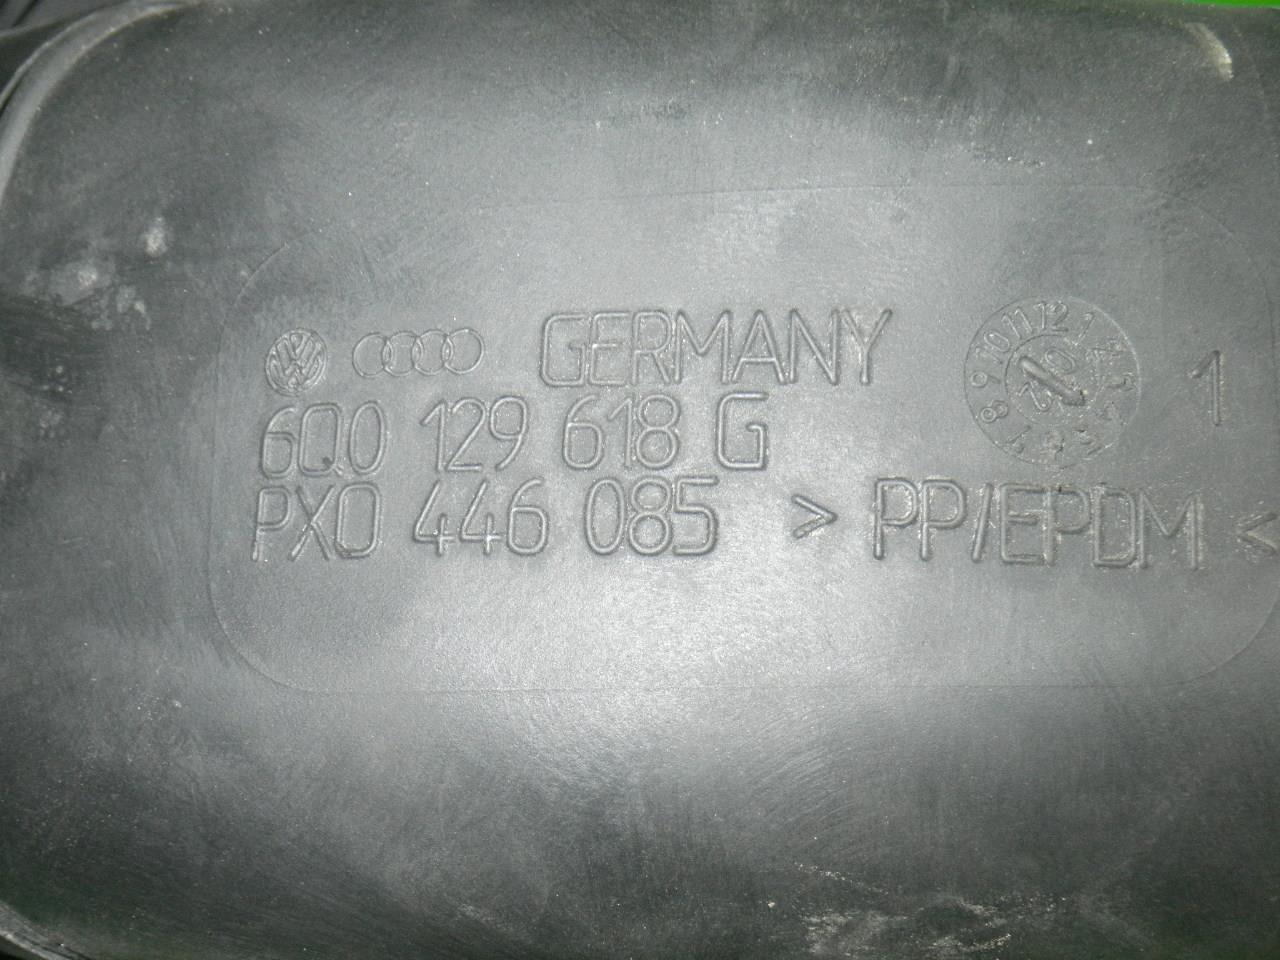 GERMANY
6Q0 129 618 G
PX0 446 085 > PP/EPDM <
1